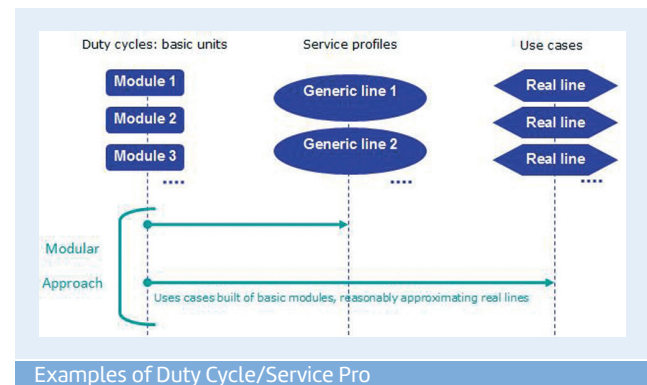 Duty cycles: basic units Service profiles Use cases
Module 1 Generic line 1 Real line
Module 2 Generic line 2 Real line
Module 3 Real line
....
....
....
Modular
Approach
Uses cases built of basic modules, reasonably approximating real lines
Examples of Duty Cycle/Service Pro